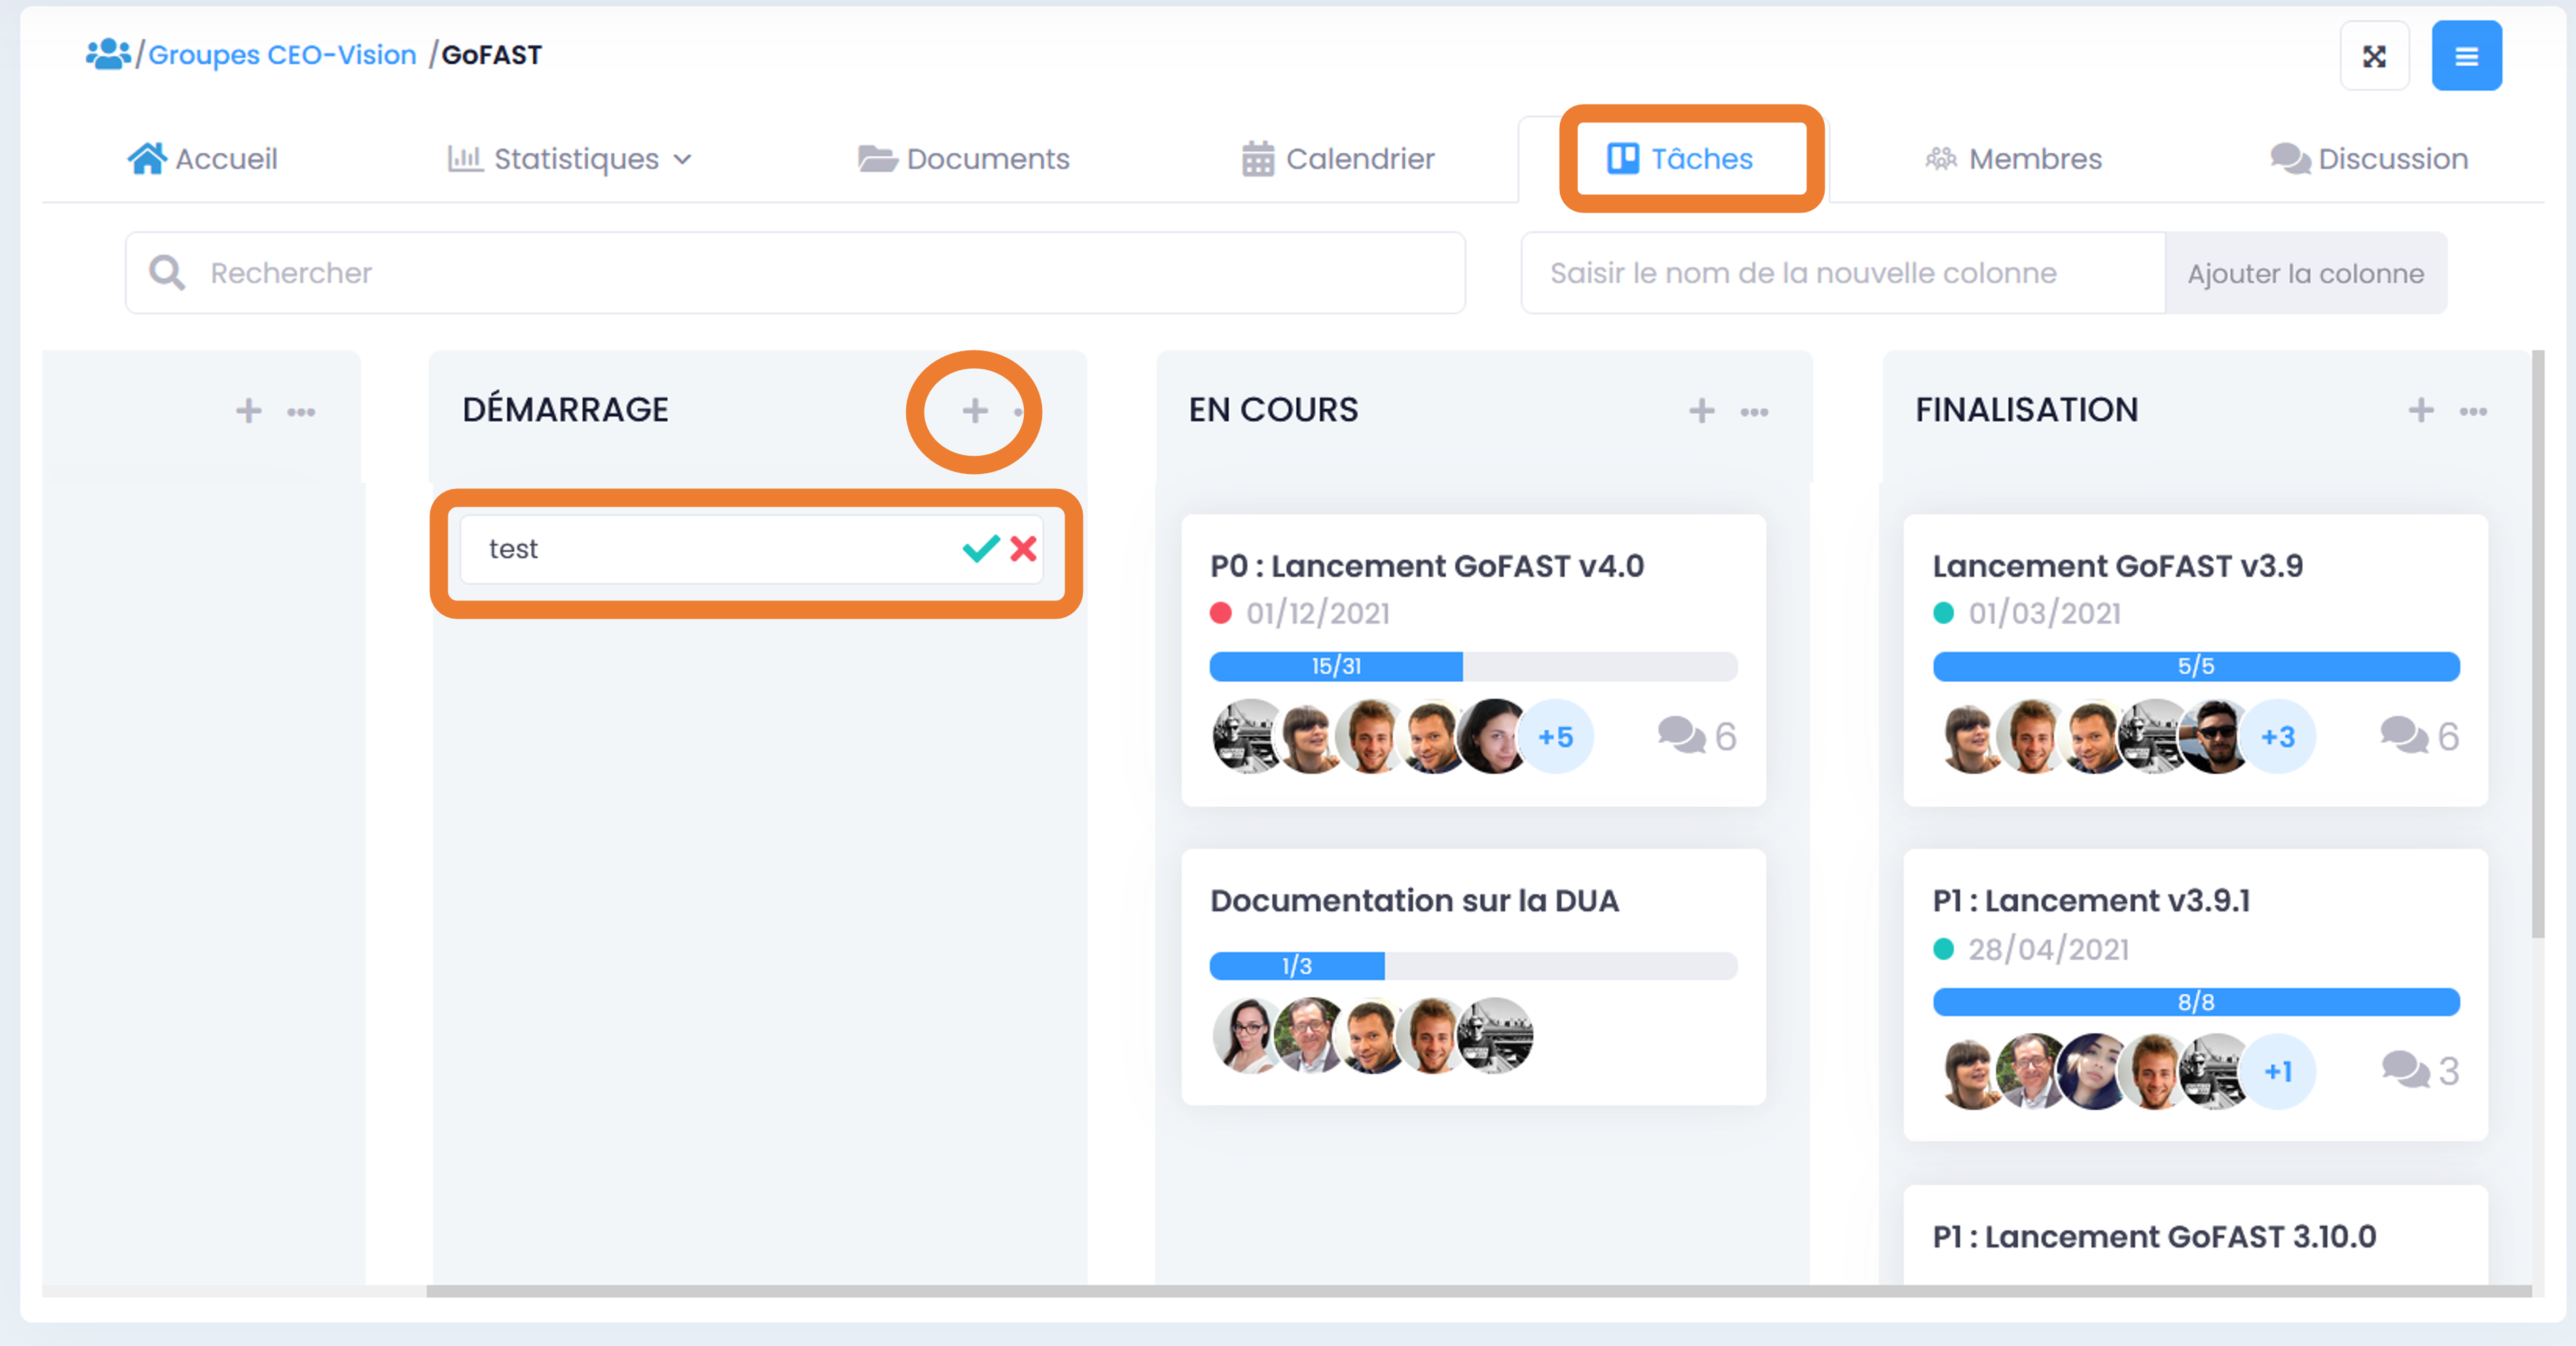 /Groupes CEO-Vision /GoFAST
Accueil
Statistiques
Documents
Calendrier
Tâches
Membres
Discussion
Rechercher
Saisir le nom de la nouvelle colonne
Ajouter la colonne
DÉMARRAGE
test
EN COURS
P0 : Lancement GoFAST v4.0
01/12/2021
15/31
+5
6
Documentation sur la DUA
1/3
FINALISATION
Lancement GoFAST v3.9
01/03/2021
5/5
+3
6
P1 : Lancement v3.9.1
28/04/2021
8/8
+1
3
P1 : Lancement GoFAST 3.10.0